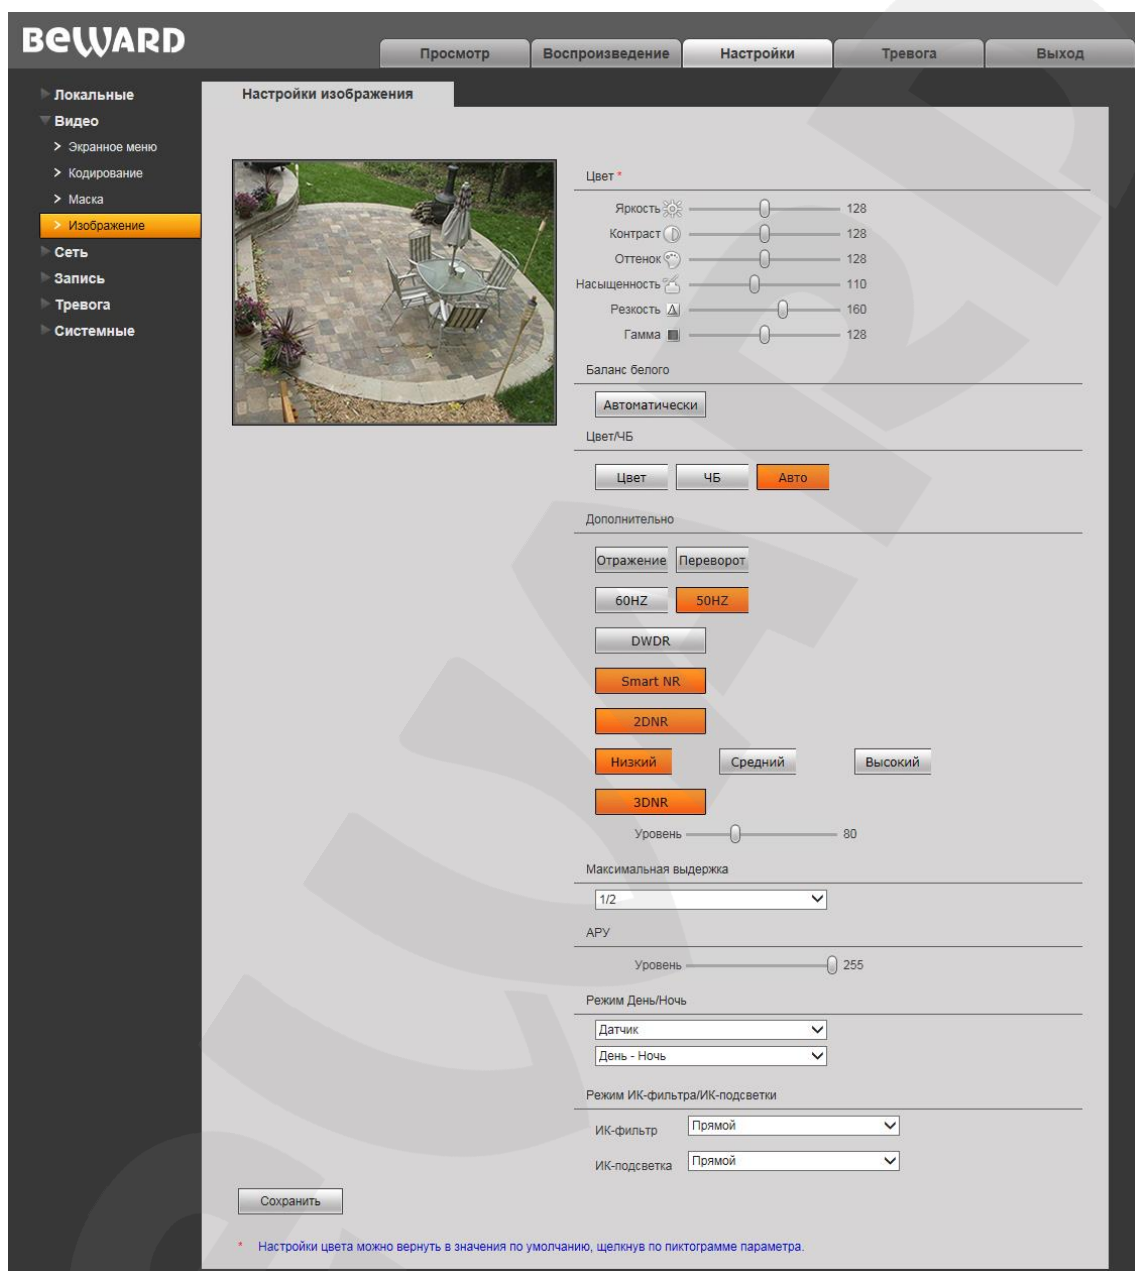 BEWARD
Просмотр
Воспроизведение
Настройки
Тревога
Выход
Локальные
Видео
> Экранное меню
> Кодирование
> Маска
> Изображение
Сеть
Запись
Тревога
Системные
Настройки изображения
Цвет *
Яркость 128
Контраст 128
Оттенок 128
Насыщенность 110
Резкость 160
Гамма 128
Баланс белого
Автоматически
Цвет/ЧБ
Цвет ЧБ Авто
Дополнительно
Отражение Переворот
60HZ 50HZ
DWDR
Smart NR
2DNR
Низкий Средний Высокий
3DNR
Уровень 80
Максимальная выдержка
1/2
АРУ
Уровень 255
Режим День/Ночь
Датчик
День - Ночь
Режим ИК-фильтра/ИК-подсветки
ИК-фильтр Прямой
ИК-подсветка Прямой
Сохранить
* Настройки цвета можно вернуть в значения по умолчанию, щелкнув по пиктограмме параметра.